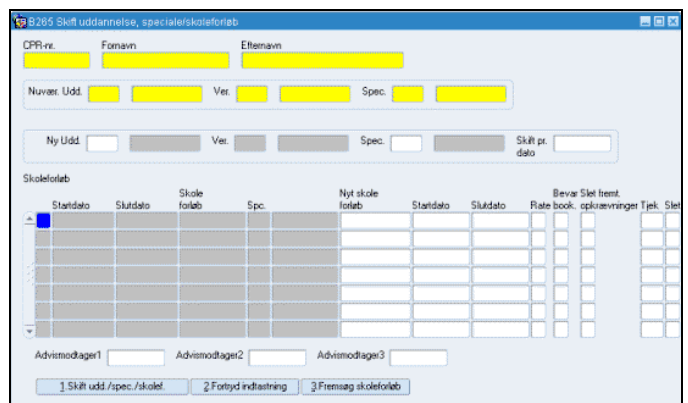 B265 Skift uddannelse, speciale/skoleforløb
CPR-nr. Fornavn Efternavn
Nuvær. Udd. Ver. Spec.
Ny Udd. Ver. Spec. Skift pr. dato
Skoleforløb
Startdato Slutdato Skole forløb Spc. Nyt skole forløb Startdato Slutdato Rate Bevar book. Slet fremt. opkrævninger Tjek Slet
Advismodtager1 Advismodtager2 Advismodtager3
1.Skift udd./spec./skolef. 2.Fortryd indtastning 3.Fremsøg skoleforløb